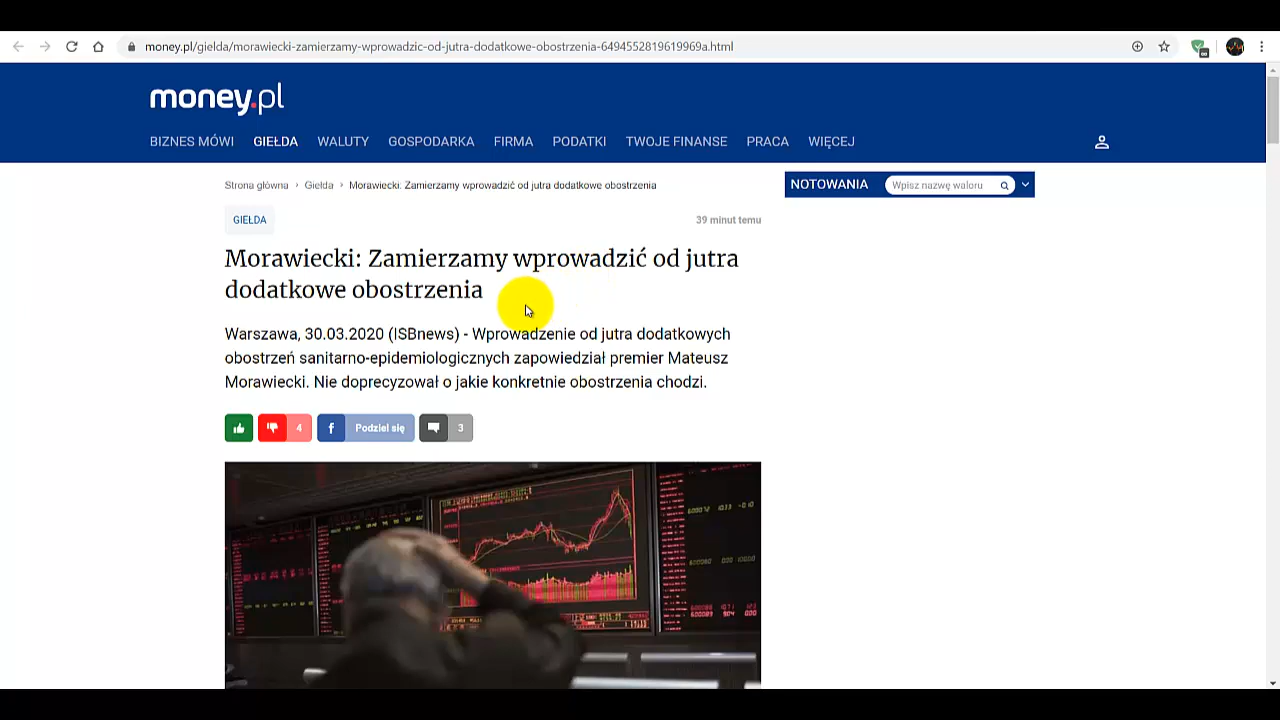 money.pl/gielda/morawiecki-zamierzamy-wprowadzic-od-jutra-dodatkowe-obostrzenia-6494552819619969a.html
money.pl
BIZNES MÓWI GIEŁDA WALUTY GOSPODARKA FIRMA PODATKI TWOJE FINANSE PRACA WIĘCEJ
Strona główna › Giełda › Morawiecki: Zamierzamy wprowadzić od jutra dodatkowe obostrzenia
NOTOWANIA Wpisz nazwę waloru
GIEŁDA
39 minut temu
Morawiecki: Zamierzamy wprowadzić od jutra
dodatkowe obostrzenia
Warszawa, 30.03.2020 (ISBnews) - Wprowadzenie od jutra dodatkowych
obostrzeń sanitarno-epidemiologicznych zapowiedział premier Mateusz
Morawiecki. Nie doprecyzował o jakie konkretnie obostrzenia chodzi.
4 f Podziel się 3